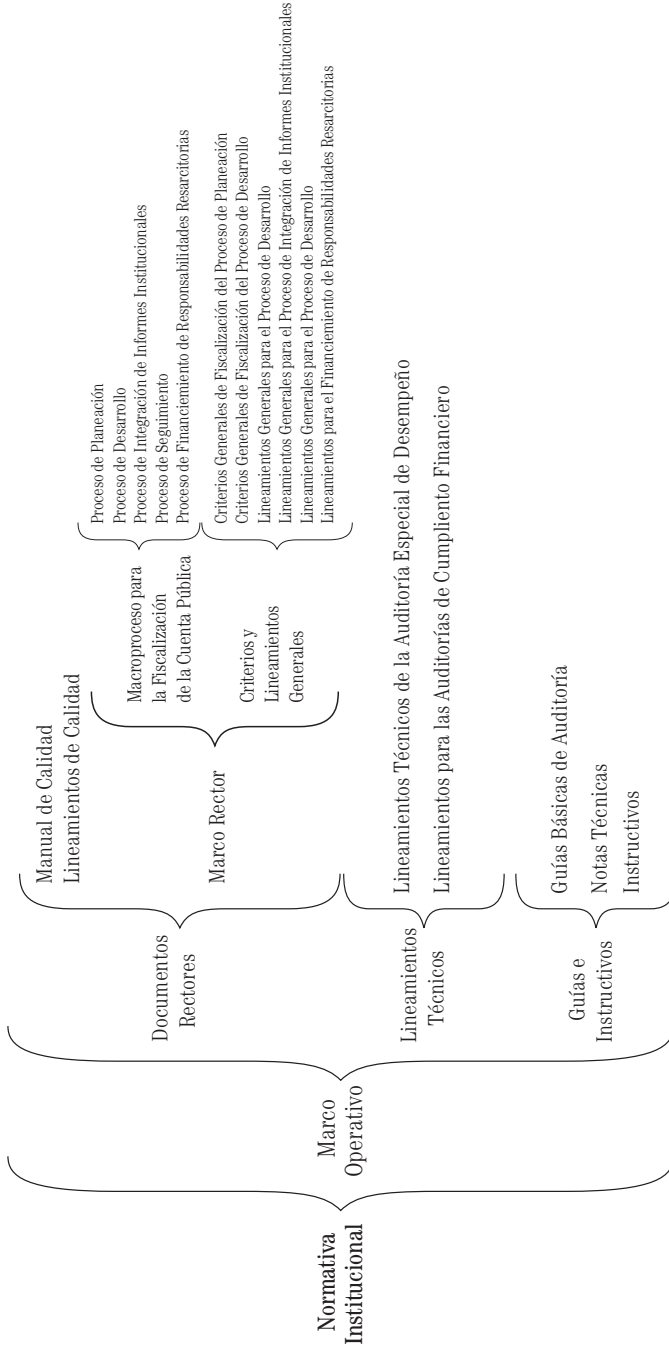 Normativa
Institucional
Marco
Operativo
Documentos
Rectores
Manual de Calidad
Lineamientos de Calidad
Marco Rector
Macroproceso para
la Fiscalización
de la Cuenta Pública
Proceso de Planeación
Proceso de Desarrollo
Proceso de Integración de Informes Institucionales
Proceso de Seguimiento
Proceso de Financiemiento de Responsabilidades Resarcitorias
Criterios y
Lineamientos
Generales
Criterios Generales de Fiscalización del Proceso de Planeación
Criterios Generales de Fiscalización del Proceso de Desarrollo
Lineamientos Generales para el Proceso de Desarrollo
Lineamientos Generales para el Proceso de Integración de Informes Institucionales
Lineamientos Generales para el Proceso de Desarrollo
Lineamientos para el Financiemiento de Responsabilidades Resarcitorias
Lineamientos
Técnicos
Lineamientos Técnicos de la Auditoría Especial de Desempeño
Lineamientos para las Auditorías de Cumpliento Financiero
Guías e
Instructivos
Guías Básicas de Auditoría
Notas Técnicas
Instructivos